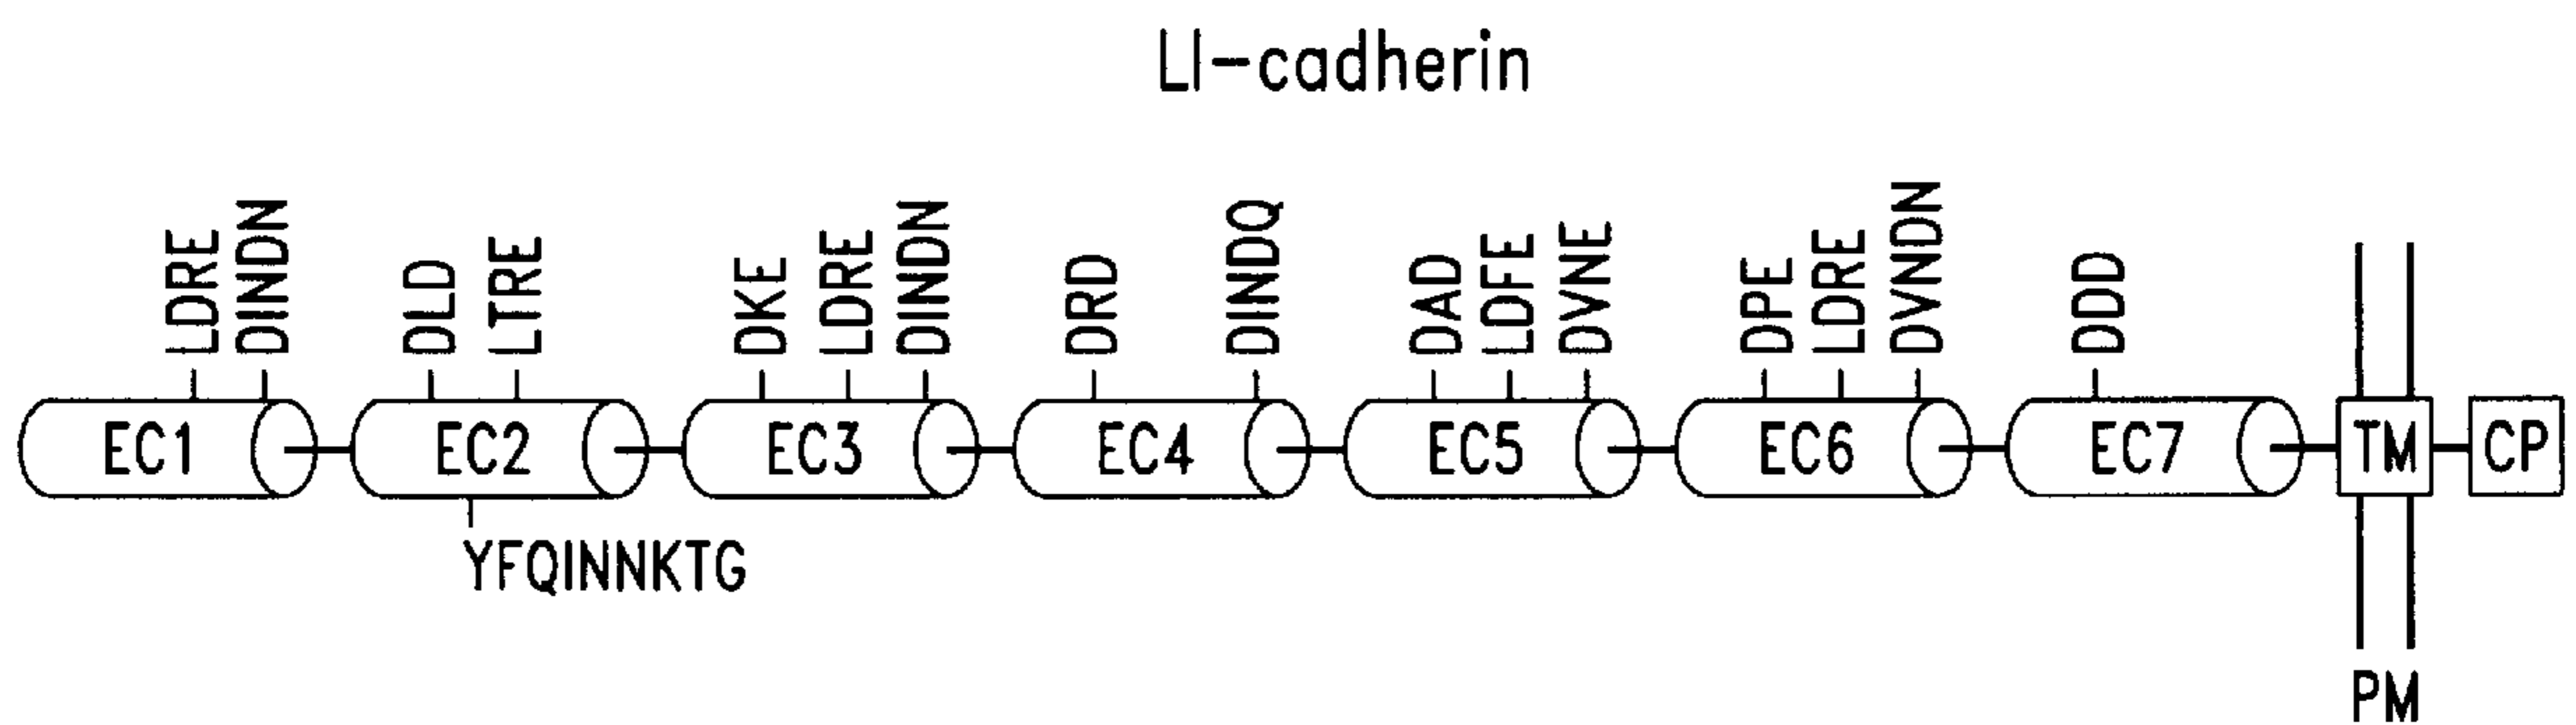 LI-cadherin
LDRE
DINDN
DLD
LTRE
DKE
LDRE
DINDN
DRD
DINDQ
DAD
LDFE
DVNE
DPE
LDRE
DVNDN
DDD
EC1
EC2
EC3
EC4
EC5
EC6
EC7
TM
CP
YFQINNKTG
PM